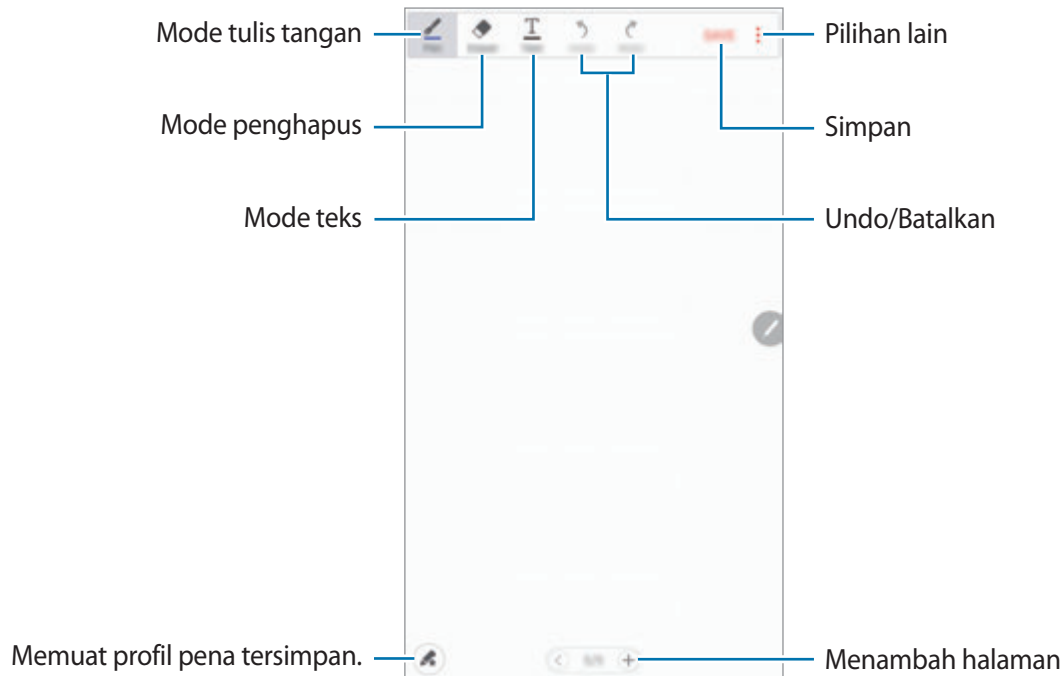 Mode tulis tangan
Pilihan lain
SAVE
Mode penghapus
Simpan
Mode teks
Undo/Batalkan
Memuat profil pena tersimpan.
Menambah halaman